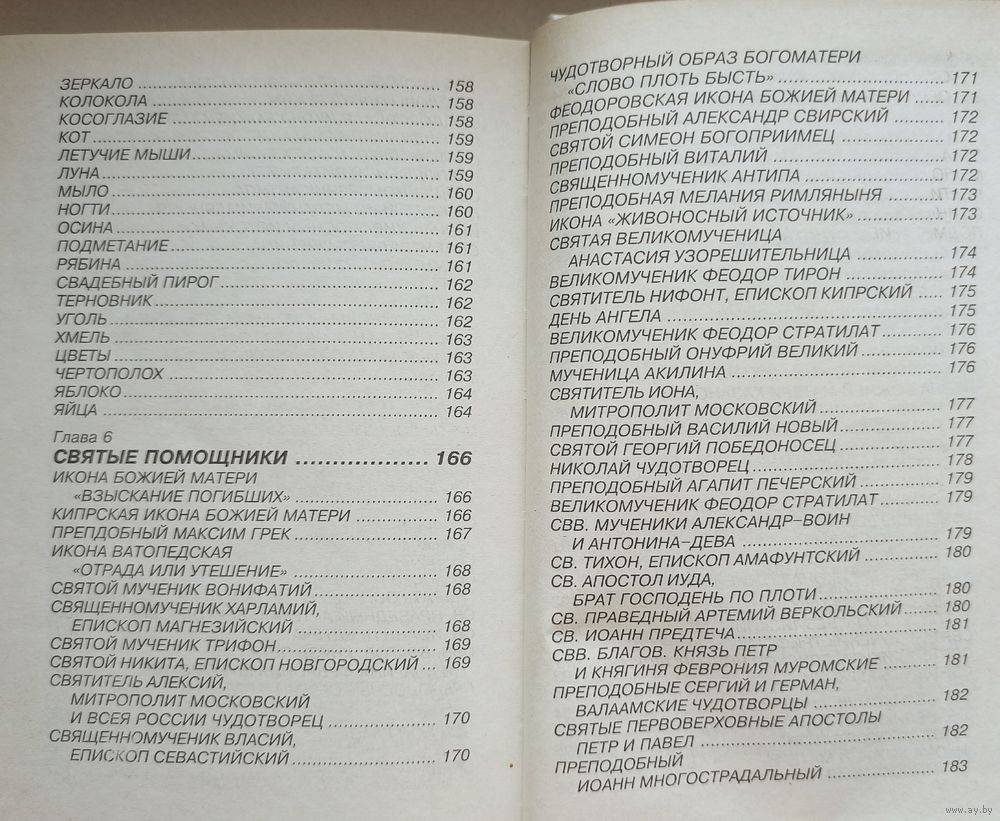 ЗЕРКАЛО ..... 158
КОЛОКОЛА ..... 158
КОСОГЛАЗИЕ ..... 158
КОТ ..... 159
ЛЕТУЧИЕ МЫШИ ..... 159
ЛУНА ..... 159
МЫЛО ..... 160
НОГТИ ..... 160
ОСИНА ..... 161
ПОДМЕТАНИЕ ..... 161
РЯБИНА ..... 161
СВАДЕБНЫЙ ПИРОГ ..... 162
ТЕРНОВНИК ..... 162
УГОЛЬ ..... 162
ХМЕЛЬ ..... 163
ЦВЕТЫ ..... 163
ЧЕРТОПОЛОХ ..... 163
ЯБЛОКО ..... 164
ЯЙЦА ..... 164
Глава 6
СВЯТЫЕ ПОМОЩНИКИ ..... 166
ИКОНА БОЖИЕЙ МАТЕРИ
«ВЗЫСКАНИЕ ПОГИБШИХ» ..... 166
КИПРСКАЯ ИКОНА БОЖИЕЙ МАТЕРИ ..... 166
ПРЕПДОБНЫЙ МАКСИМ ГРЕК ..... 167
ИКОНА ВАТОПЕДСКАЯ
«ОТРАДА ИЛИ УТЕШЕНИЕ» ..... 168
СВЯТОЙ МУЧЕНИК ВОНИФАТИЙ ..... 168
СВЯЩЕННОМУЧЕНИК ХАРЛАМИЙ,
ЕПИСКОП МАГНЕЗИЙСКИЙ ..... 168
СВЯТОЙ МУЧЕНИК ТРИФОН ..... 169
СВЯТОЙ НИКИТА, ЕПИСКОП НОВГОРОДСКИЙ ... 169
СВЯТИТЕЛЬ АЛЕКСИЙ,
МИТРОПОЛИТ МОСКОВСКИЙ
И ВСЕЯ РОССИИ ЧУДОТВОРЕЦ ..... 170
СВЯЩЕННОМУЧЕНИК ВЛАСИЙ,
ЕПИСКОП СЕВАСТИЙСКИЙ ..... 170
ЧУДОТВОРНЫЙ ОБРАЗ БОГОМАТЕРИ
«СЛОВО ПЛОТЬ БЫСТЬ» ..... 171
ФЕОДОРОВСКАЯ ИКОНА БОЖИЕЙ МАТЕРИ ..... 171
ПРЕПОДОБНЫЙ АЛЕКСАНДР СВИРСКИЙ ..... 172
СВЯТОЙ СИМЕОН БОГОПРИИМЕЦ ..... 172
ПРЕПОДОБНЫЙ ВИТАЛИЙ ..... 172
СВЯЩЕННОМУЧЕНИК АНТИПА ..... 172
ПРЕПОДОБНАЯ МЕЛАНИЯ РИМЛЯНЫНЯ ..... 173
ИКОНА «ЖИВОНОСНЫЙ ИСТОЧНИК» ..... 173
СВЯТАЯ ВЕЛИКОМУЧЕНИЦА
АНАСТАСИЯ УЗОРЕШИТЕЛЬНИЦА ..... 174
ВЕЛИКОМУЧЕНИК ФЕОДОР ТИРОН ..... 174
СВЯТИТЕЛЬ НИФОНТ, ЕПИСКОП КИПРСКИЙ ..... 175
ДЕНЬ АНГЕЛА ..... 175
ВЕЛИКОМУЧЕНИК ФЕОДОР СТРАТИЛАТ ..... 176
ПРЕПОДОБНЫЙ ОНУФРИЙ ВЕЛИКИЙ ..... 176
МУЧЕНИЦА АКИЛИНА ..... 176
СВЯТИТЕЛЬ ИОНА,
МИТРОПОЛИТ МОСКОВСКИЙ ..... 177
ПРЕПОДОБНЫЙ ВАСИЛИЙ НОВЫЙ ..... 177
СВЯТОЙ ГЕОРГИЙ ПОБЕДОНОСЕЦ ..... 177
НИКОЛАЙ ЧУДОТВОРЕЦ ..... 178
ПРЕПОДОБНЫЙ АГАПИТ ПЕЧЕРСКИЙ ..... 179
ВЕЛИКОМУЧЕНИК ФЕОДОР СТРАТИЛАТ ..... 179
СВВ. МУЧЕНИКИ АЛЕКСАНДР–ВОИН
И АНТОНИНА–ДЕВА ..... 179
СВ. ТИХОН, ЕПИСКОП АМАФУНТСКИЙ ..... 180
СВ. АПОСТОЛ ИУДА,
БРАТ ГОСПОДЕНЬ ПО ПЛОТИ ..... 180
СВ. ПРАВЕДНЫЙ АРТЕМИЙ ВЕРКОЛЬСКИЙ ..... 180
СВ. ИОАНН ПРЕДТЕЧА ..... 181
СВВ. БЛАГОВ. КНЯЗЬ ПЕТР
И КНЯГИНЯ ФЕВРОНИЯ МУРОМСКИЕ ..... 181
ПРЕПОДОБНЫЕ СЕРГИЙ И ГЕРМАН,
ВАЛААМСКИЕ ЧУДОТВОРЦЫ ..... 182
СВЯТЫЕ ПЕРВОВЕРХОВНЫЕ АПОСТОЛЫ
ПЕТР И ПАВЕЛ ..... 182
ПРЕПОДОБНЫЙ
ИОАНН МНОГОСТРАДАЛЬНЫЙ ..... 183
www.ay.by